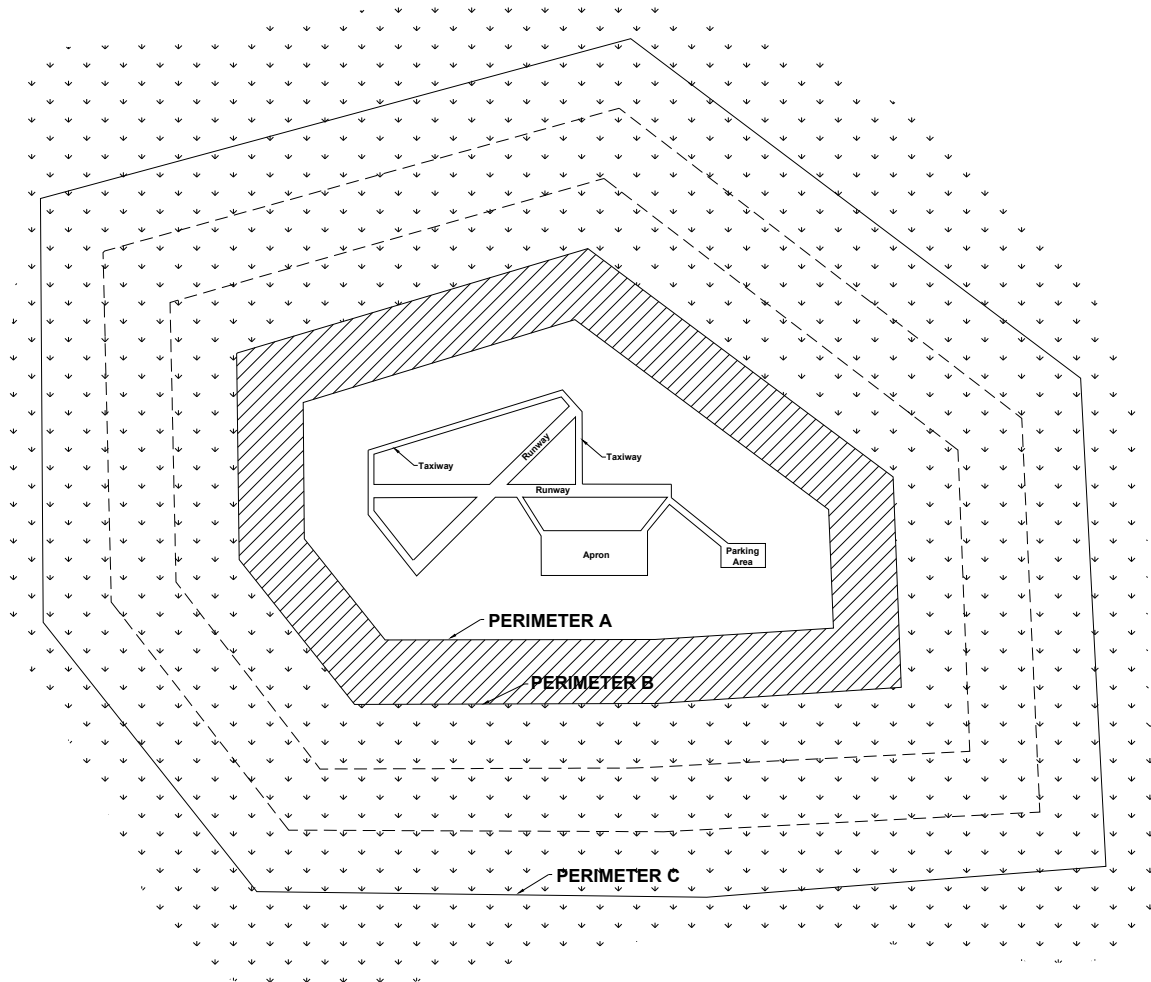 Runway
Taxiway
Taxiway
Runway
Apron
Parking
Area
PERIMETER A
PERIMETER B
PERIMETER C